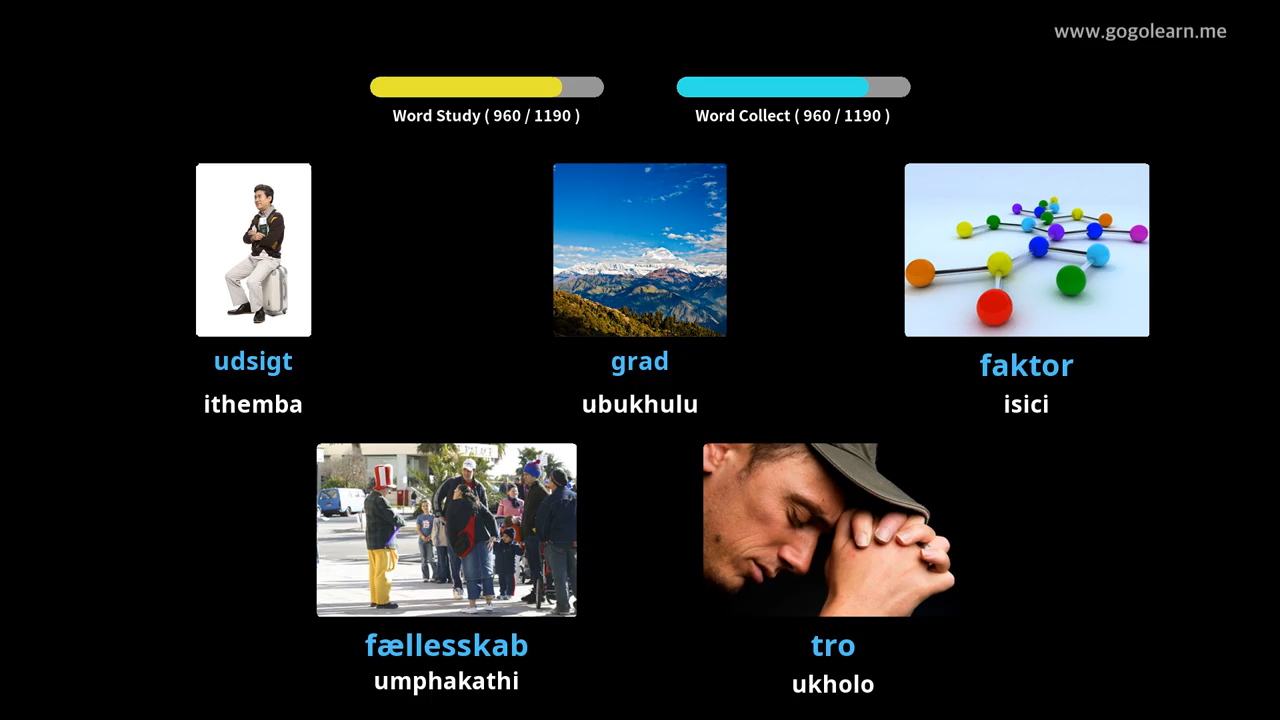 www.gogolearn.me
Word Study ( 960 / 1190 )
Word Collect ( 960 / 1190 )
udsigt
ithemba
grad
ubukhulu
faktor
isici
fællesskab
umphakathi
tro
ukholo